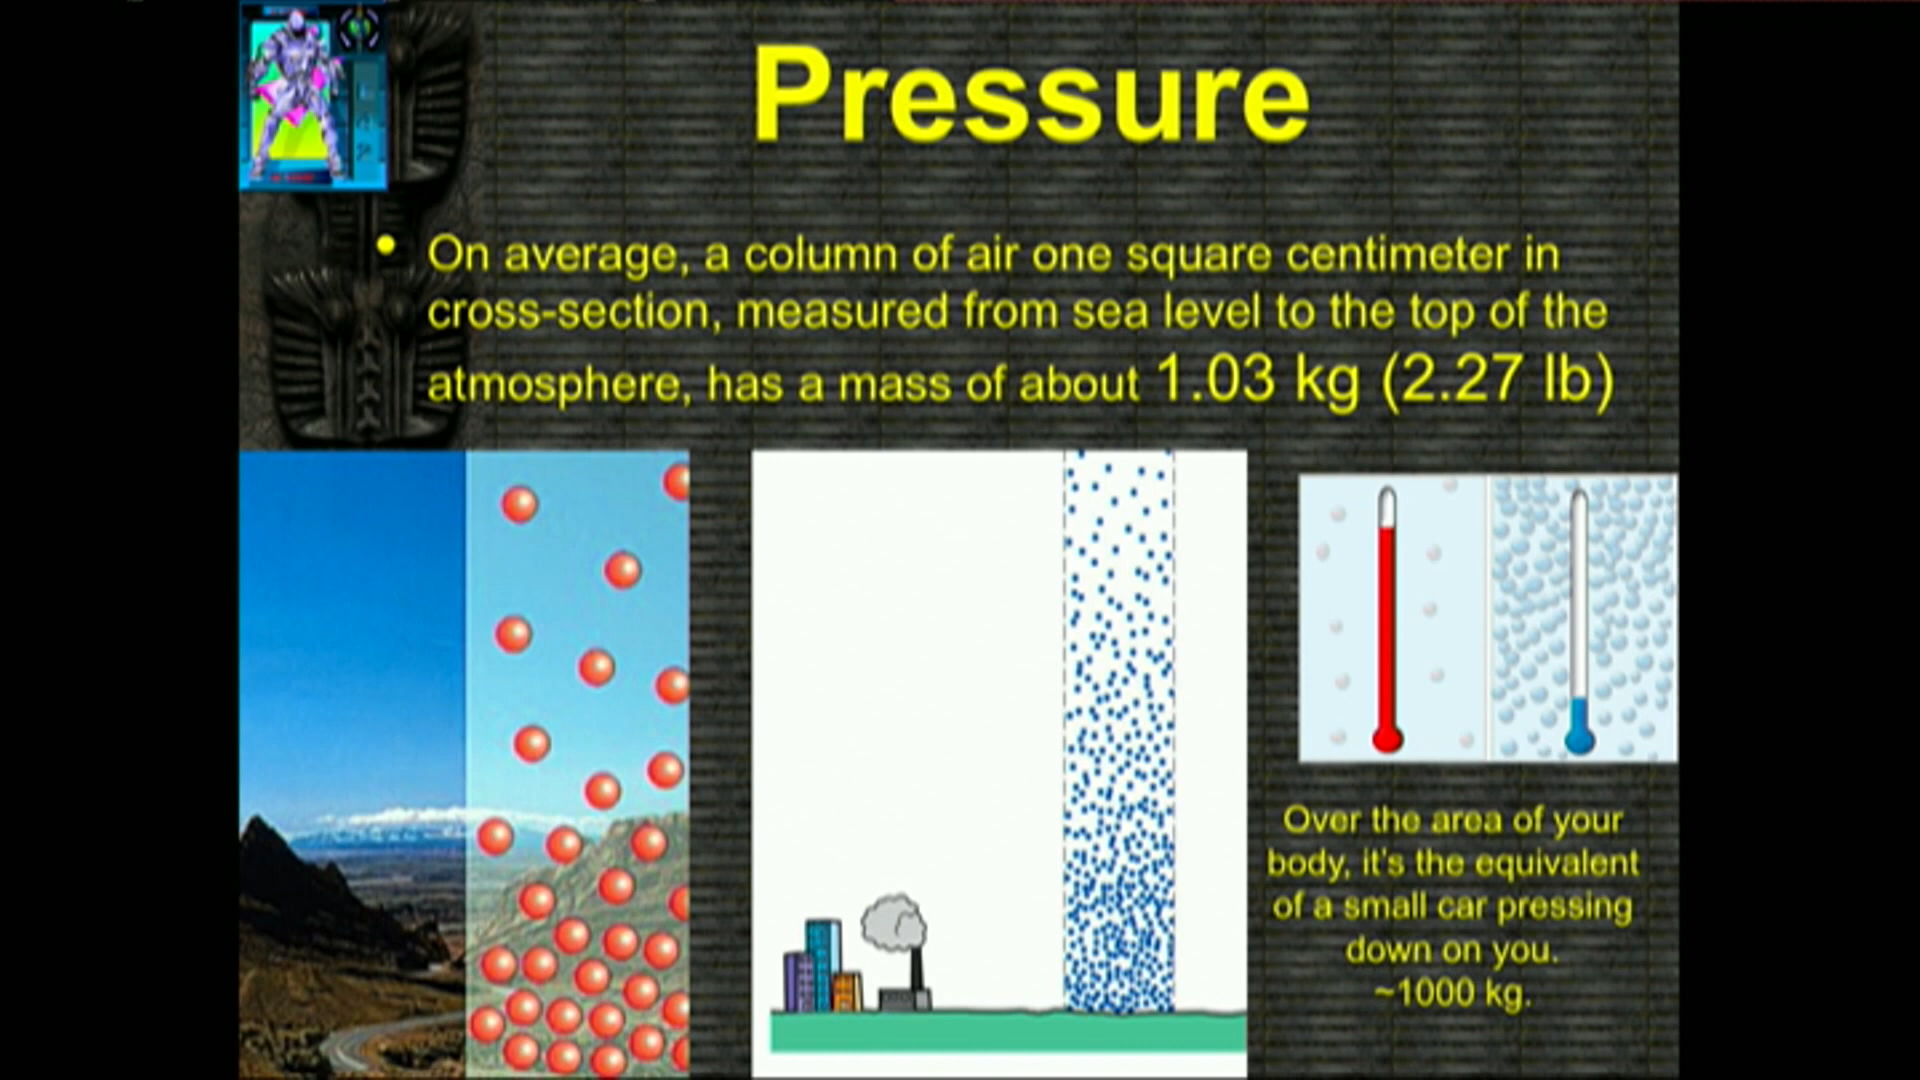 Pressure
• On average, a column of air one square centimeter in
cross-section, measured from sea level to the top of the
atmosphere, has a mass of about 1.03 kg (2.27 lb)
Over the area of your
body, it's the equivalent
of a small car pressing
down on you.
~1000 kg.